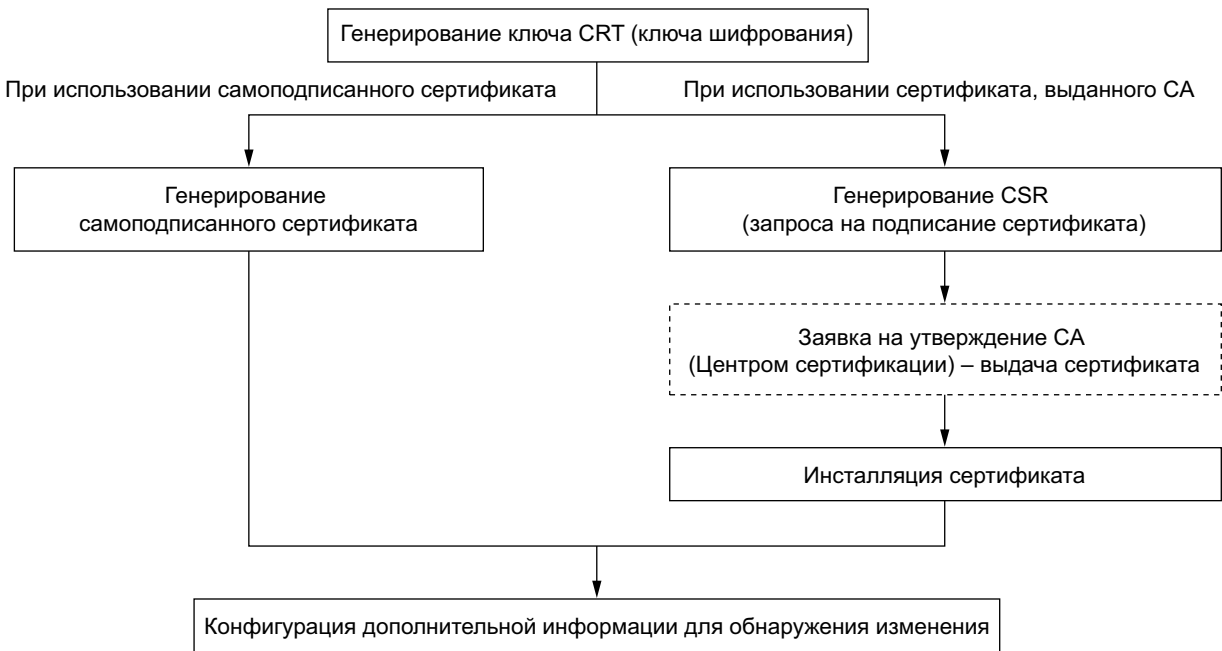 Генерирование ключа CRT (ключа шифрования)
При использовании самоподписанного сертификата
При использовании сертификата, выданного CA
Генерирование
самоподписанного сертификата
Генерирование CSR
(запроса на подписание сертификата)
Заявка на утверждение CA
(Центром сертификации) – выдача сертификата
Инсталляция сертификата
Конфигурация дополнительной информации для обнаружения изменения